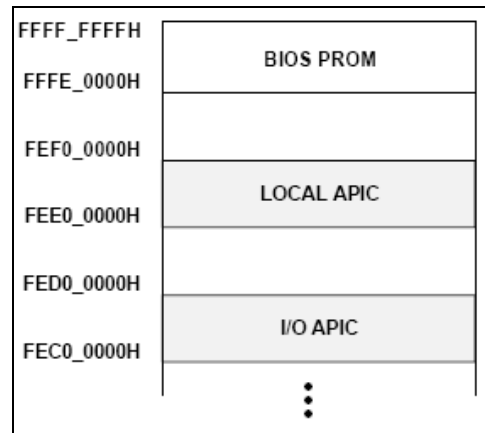 FFFF_FFFFH
BIOS PROM
FFFE_0000H
FEF0_0000H
LOCAL APIC
FEE0_0000H
FED0_0000H
I/O APIC
FEC0_0000H